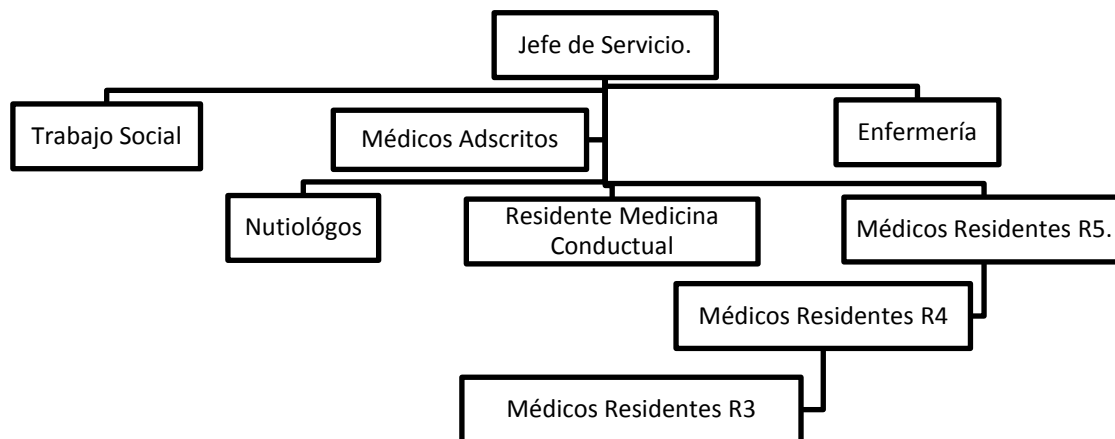 Jefe de Servicio.
Trabajo Social
Médicos Adscritos
Enfermería
Nutiológos
Residente Medicina
Conductual
Médicos Residentes R5.
Médicos Residentes R4
Médicos Residentes R3